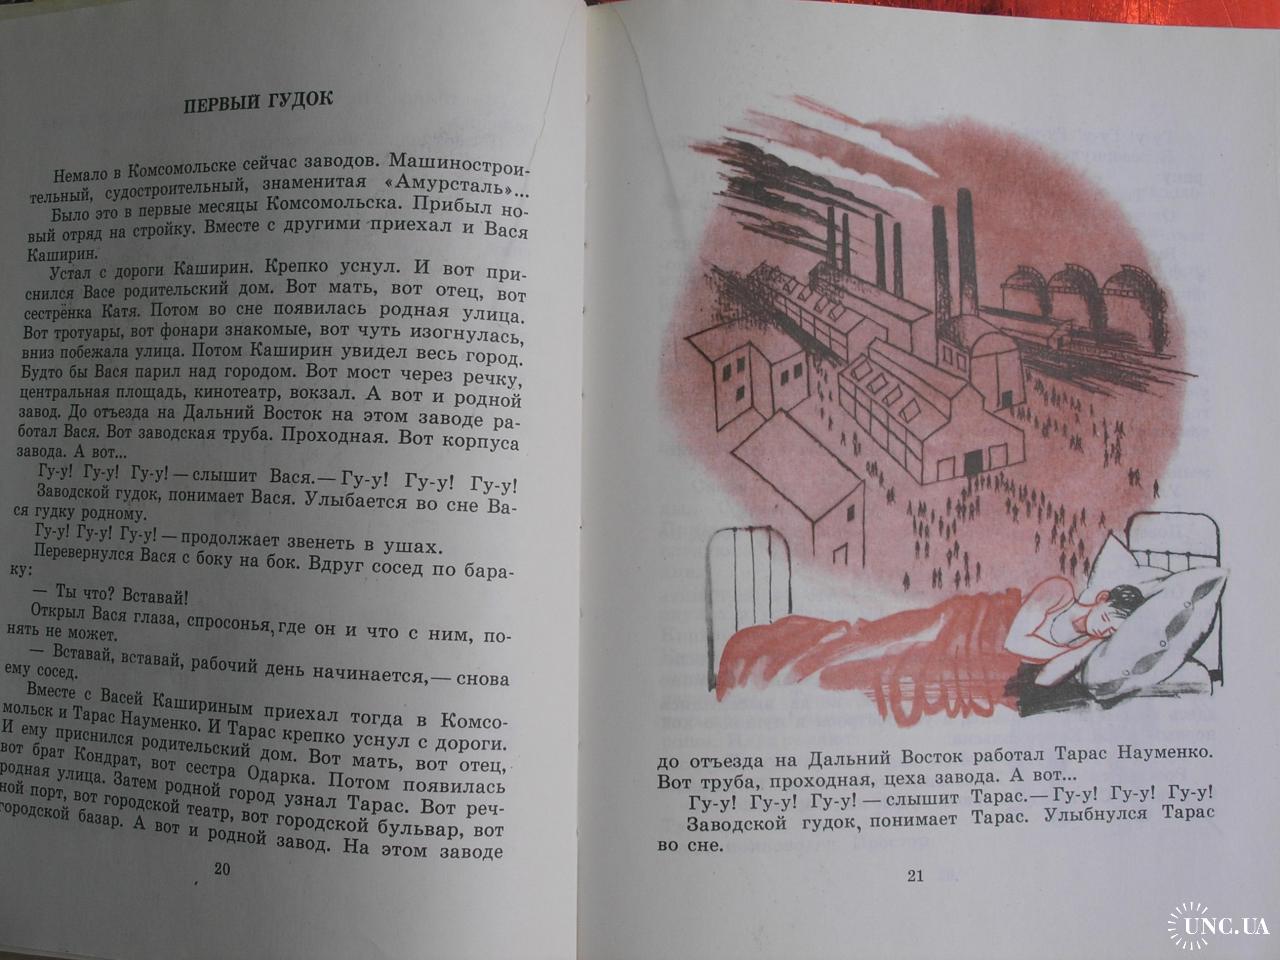 ПЕРВЫЙ ГУДОК
Немало в Комсомольске сейчас заводов. Машинострои-
тельный, судостроительный, знаменитая «Амурсталь»...
Было это в первые месяцы Комсомольска. Прибыл но-
вый отряд на стройку. Вместе с другими приехал и Вася
Каширин.
Устал с дороги Каширин. Крепко уснул. И вот при-
снился Васе родительский дом. Вот мать, вот отец, вот
сестрёнка Катя. Потом во сне появилась родная улица.
Вот тротуары, вот фонари знакомые, вот чуть изогнулась,
вниз побежала улица. Потом Каширин увидел весь город.
Будто бы Вася парил над городом. Вот мост через речку,
центральная площадь, кинотеатр, вокзал. А вот и родной
завод. До отъезда на Дальний Восток на этом заводе ра-
ботал Вася. Вот заводская труба. Проходная. Вот корпуса
завода. А вот...
Гу-у! Гу-у! Гу-у! — слышит Вася.— Гу-у! Гу-у! Гу-у!
Заводской гудок, понимает Вася. Улыбается во сне Ва-
ся гудку родному.
Гу-у! Гу-у! Гу-у! — продолжает звенеть в ушах.
Перевернулся Вася с боку на бок. Вдруг сосед по бара-
ку:
— Ты что? Вставай!
Открыл Вася глаза, спросонья, где он и что с ним, по-
нять не может.
— Вставай, вставай, рабочий день начинается,— снова
ему сосед.
Вместе с Васей Кашириным приехал тогда в Комсо-
мольск и Тарас Науменко. И Тарас крепко уснул с дороги.
И ему приснился родительский дом. Вот мать, вот отец,
вот брат Кондрат, вот сестра Одарка. Потом появилась
родная улица. Затем родной город узнал Тарас. Вот реч-
ной порт, вот городской театр, вот городской бульвар, вот
городской базар. А вот и родной завод. На этом заводе
20
до отъезда на Дальний Восток работал Тарас Науменко.
Вот труба, проходная, цеха завода. А вот...
Гу-у! Гу-у! Гу-у! — слышит Тарас.— Гу-у! Гу-у! Гу-у!
Заводской гудок, понимает Тарас. Улыбнулся Тарас
во сне.
21
UNC.UA